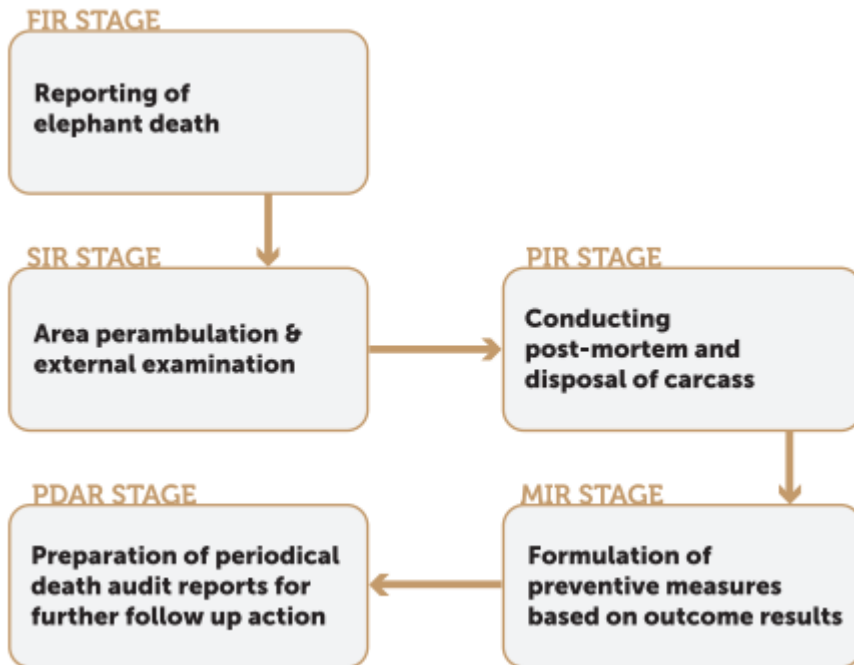 FIR STAGE
Reporting of
elephant death
SIR STAGE
Area perambulation &
external examination
PIR STAGE
Conducting
post-mortem and
disposal of carcass
MIR STAGE
Formulation of
preventive measures
based on outcome results
PDAR STAGE
Preparation of periodical
death audit reports for
further follow up action